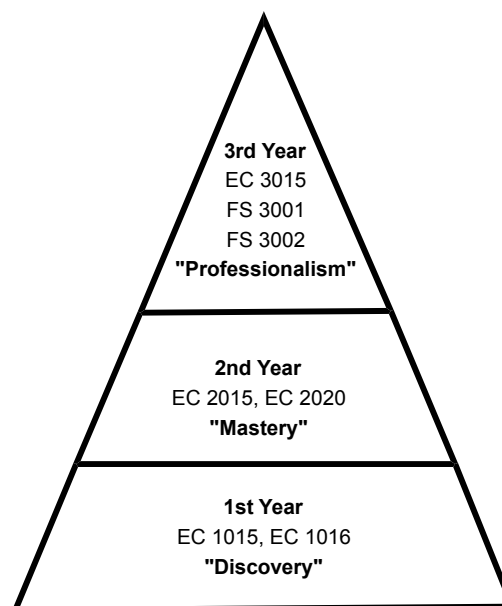 3rd Year
EC 3015
FS 3001
FS 3002
"Professionalism"
2nd Year
EC 2015, EC 2020
"Mastery"
1st Year
EC 1015, EC 1016
"Discovery"